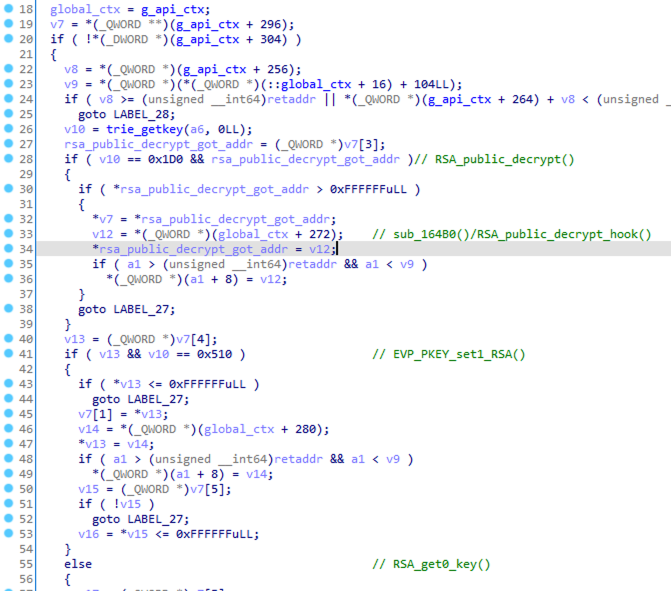 18 global_ctx = g_api_ctx;
19 v7 = *(_QWORD **)(g_api_ctx + 296);
20 if ( !*(_DWORD *)(g_api_ctx + 304) )
21 {
22 v8 = *(_QWORD *)(g_api_ctx + 256);
23 v9 = *(_QWORD *)(*(_QWORD *)(::global_ctx + 16) + 104LL);
24 if ( v8 >= (unsigned __int64)retaddr || *(_QWORD *)(g_api_ctx + 264) + v8 < (unsigned _
25 goto LABEL_28;
26 v10 = trie_getkey(a6, 0LL);
27 rsa_public_decrypt_got_addr = (_QWORD *)v7[3];
28 if ( v10 == 0x1D0 && rsa_public_decrypt_got_addr )// RSA_public_decrypt()
29 {
30 if ( *rsa_public_decrypt_got_addr > 0xFFFFFFuLL )
31 {
32 *v7 = *rsa_public_decrypt_got_addr;
33 v12 = *(_QWORD *)(global_ctx + 272); // sub_164B0()/RSA_public_decrypt_hook()
34 *rsa_public_decrypt_got_addr = v12;
35 if ( a1 > (unsigned __int64)retaddr && a1 < v9 )
36 *(_QWORD *)(a1 + 8) = v12;
37 }
38 goto LABEL_27;
39 }
40 v13 = (_QWORD *)v7[4];
41 if ( v13 && v10 == 0x510 ) // EVP_PKEY_set1_RSA()
42 {
43 if ( *v13 <= 0xFFFFFFuLL )
44 goto LABEL_27;
45 v7[1] = *v13;
46 v14 = *(_QWORD *)(global_ctx + 280);
47 *v13 = v14;
48 if ( a1 > (unsigned __int64)retaddr && a1 < v9 )
49 *(_QWORD *)(a1 + 8) = v14;
50 v15 = (_QWORD *)v7[5];
51 if ( !v15 )
52 goto LABEL_27;
53 v16 = *v15 <= 0xFFFFFFuLL;
54 }
55 else // RSA_get0_key()
56 {